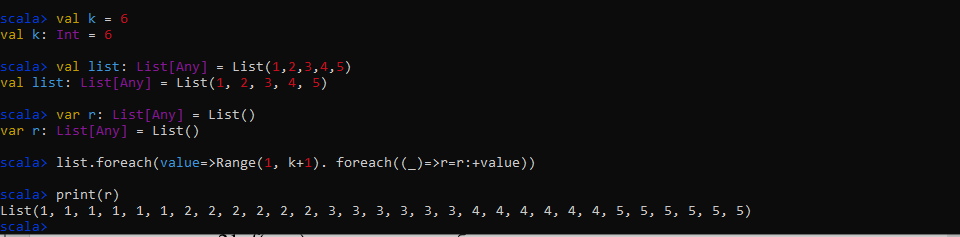 scala> val k = 6
val k: Int = 6
scala> val list: List[Any] = List(1,2,3,4,5)
val list: List[Any] = List(1, 2, 3, 4, 5)
scala> var r: List[Any] = List()
var r: List[Any] = List()
scala> list.foreach(value=>Range(1, k+1). foreach((_)=>r=r:+value))
scala> print(r)
List(1, 1, 1, 1, 1, 1, 2, 2, 2, 2, 2, 2, 3, 3, 3, 3, 3, 3, 4, 4, 4, 4, 4, 4, 5, 5, 5, 5, 5, 5)
scala>